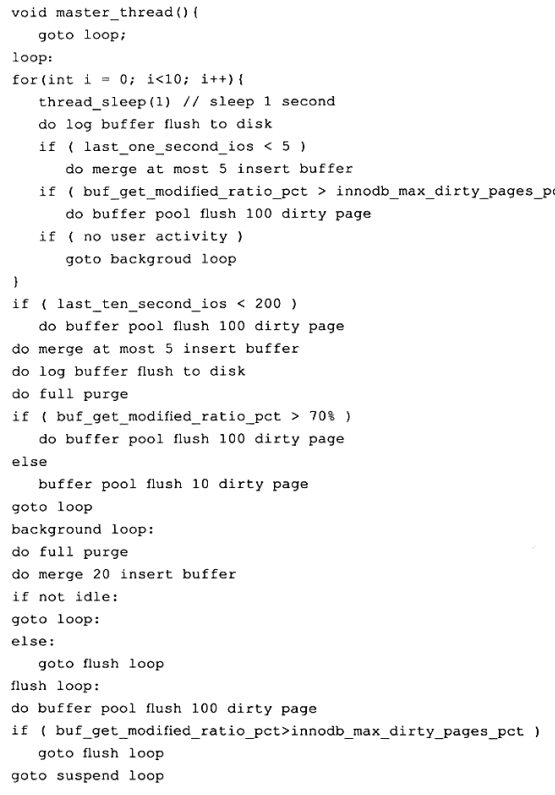 void master_thread(){
goto loop;
loop:
for(int i = 0; i<10; i++){
thread_sleep(1) // sleep 1 second
do log buffer flush to disk
if ( last_one_second_ios < 5 )
do merge at most 5 insert buffer
if ( buf_get_modified_ratio_pct > innodb_max_dirty_pages_pc
do buffer pool flush 100 dirty page
if ( no user activity )
goto backgroud loop
}
if ( last_ten_second_ios < 200 )
do buffer pool flush 100 dirty page
do merge at most 5 insert buffer
do log buffer flush to disk
do full purge
if ( buf_get_modified_ratio_pct > 70% )
do buffer pool flush 100 dirty page
else
buffer pool flush 10 dirty page
goto loop
background loop:
do full purge
do merge 20 insert buffer
if not idle:
goto loop:
else:
goto flush loop
flush loop:
do buffer pool flush 100 dirty page
if ( buf_get_modified_ratio_pct>innodb_max_dirty_pages_pct )
goto flush loop
goto suspend loop